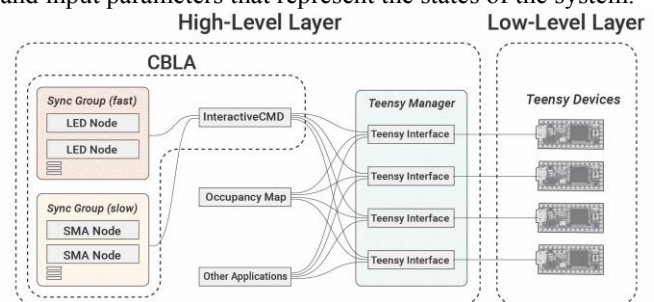 and input parameters that represent the states of the system.
High-Level Layer
Low-Level Layer
CBLA
Sync Group (fast)
LED Node
LED Node
Sync Group (slow)
SMA Node
SMA Node
InteractiveCMD
Occupancy Map
Other Applications
Teensy Manager
Teensy Interface
Teensy Interface
Teensy Interface
Teensy Interface
Teensy Devices